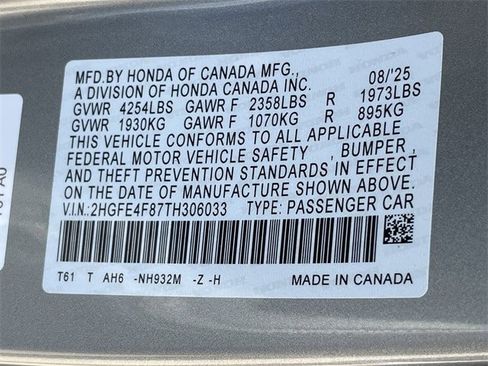 MFD.BY HONDA OF CANADA MFG., 08/'25
A DIVISION OF HONDA CANADA INC.
GVWR 4254LBS GAWR F 2358LBS R 1973LBS
GVWR 1930KG GAWR F 1070KG R 895KG
THIS VEHICLE CONFORMS TO ALL APPLICABLE
FEDERAL MOTOR VEHICLE SAFETY , BUMPER ,
AND THEFT PREVENTION STANDARDS IN EFFECT
ON THE DATE OF MANUFACTURE SHOWN ABOVE.
V.I.N.:2HGFE4F87TH306033 TYPE: PASSENGER CAR
T61 T AH6 -NH932M -Z -H MADE IN CANADA